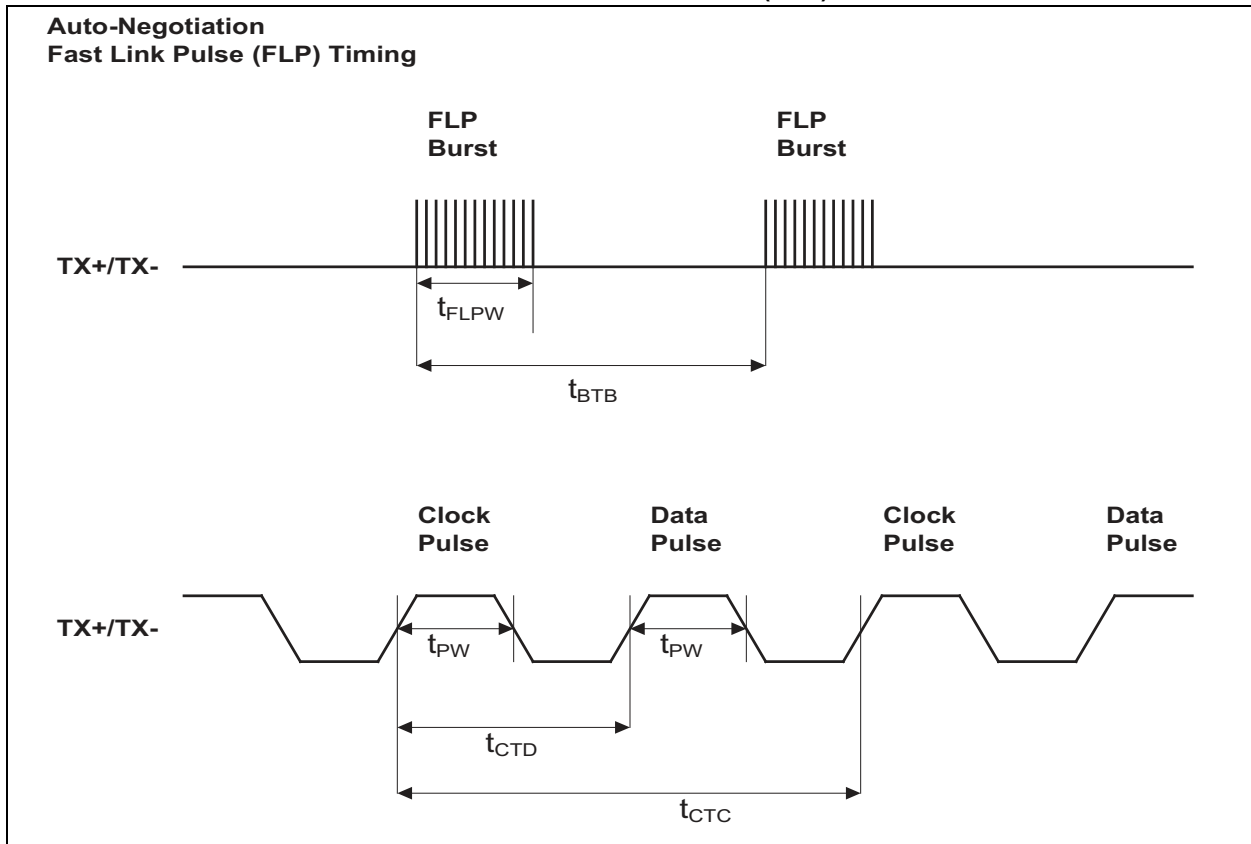 Auto-Negotiation
Fast Link Pulse (FLP) Timing
FLP
Burst
FLP
Burst
TX+/TX-
tFLPW
tBTB
Clock
Pulse
Data
Pulse
Clock
Pulse
Data
Pulse
TX+/TX-
tPW
tPW
tCTD
tCTC